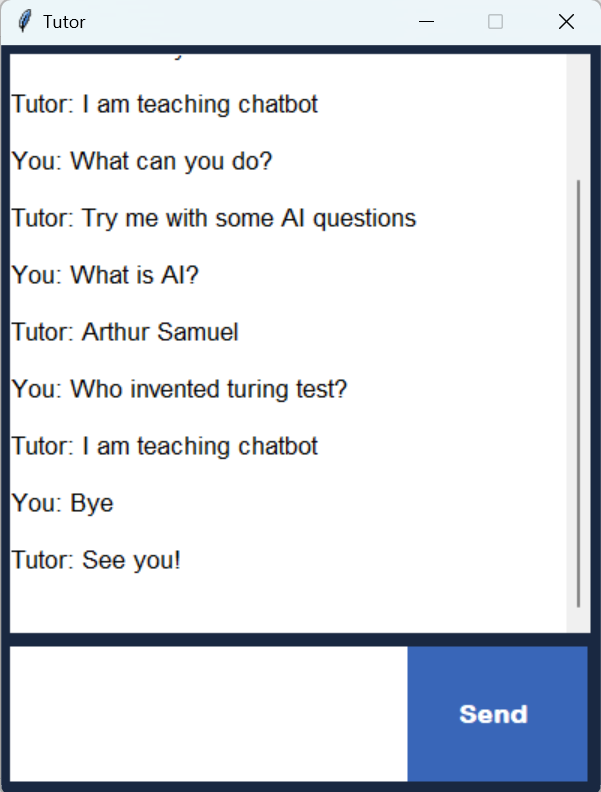 Tutor
Tutor: I am teaching chatbot
You: What can you do?
Tutor: Try me with some AI questions
You: What is AI?
Tutor: Arthur Samuel
You: Who invented turing test?
Tutor: I am teaching chatbot
You: Bye
Tutor: See you!
Send